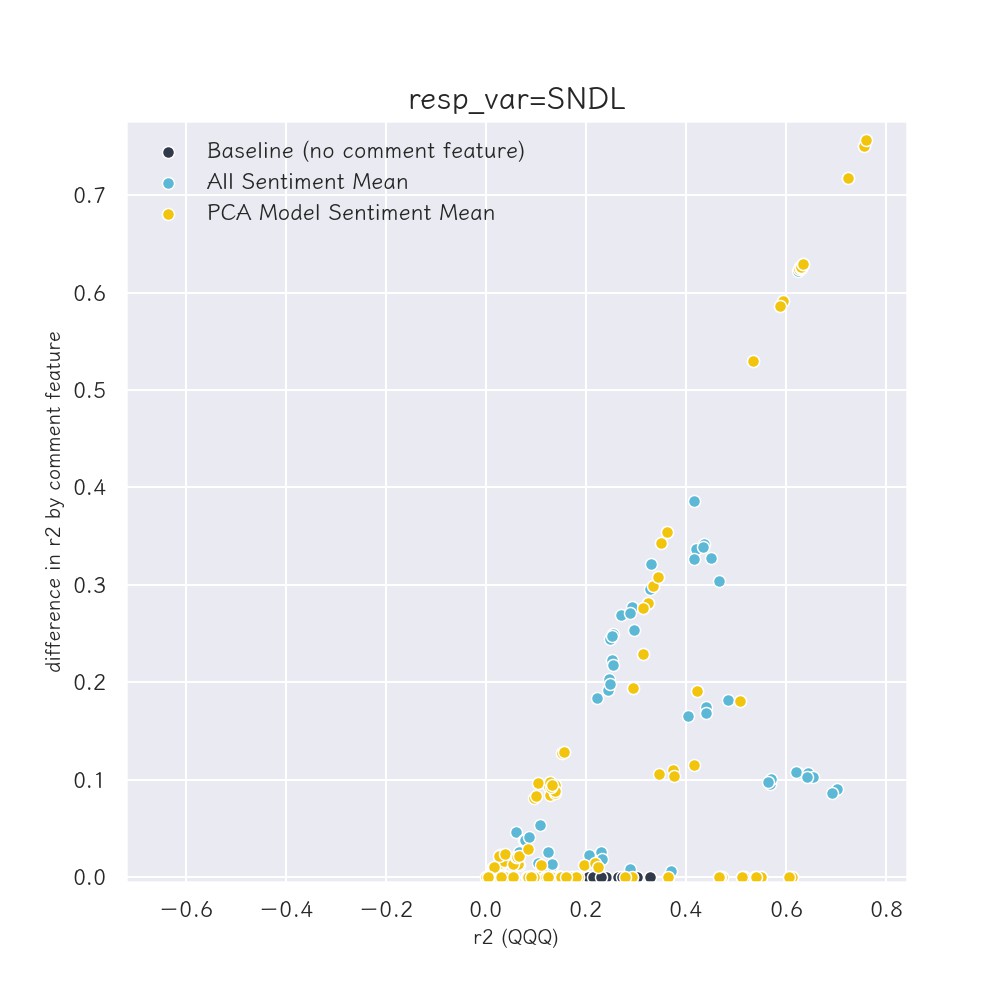 resp_var=SNDL
Baseline (no comment feature)
All Sentiment Mean
PCA Model Sentiment Mean
difference in r2 by comment feature
0.7
0.6
0.5
0.4
0.3
0.2
0.1
0.0
−0.6 −0.4 −0.2 0.0 0.2 0.4 0.6 0.8
r2 (QQQ)